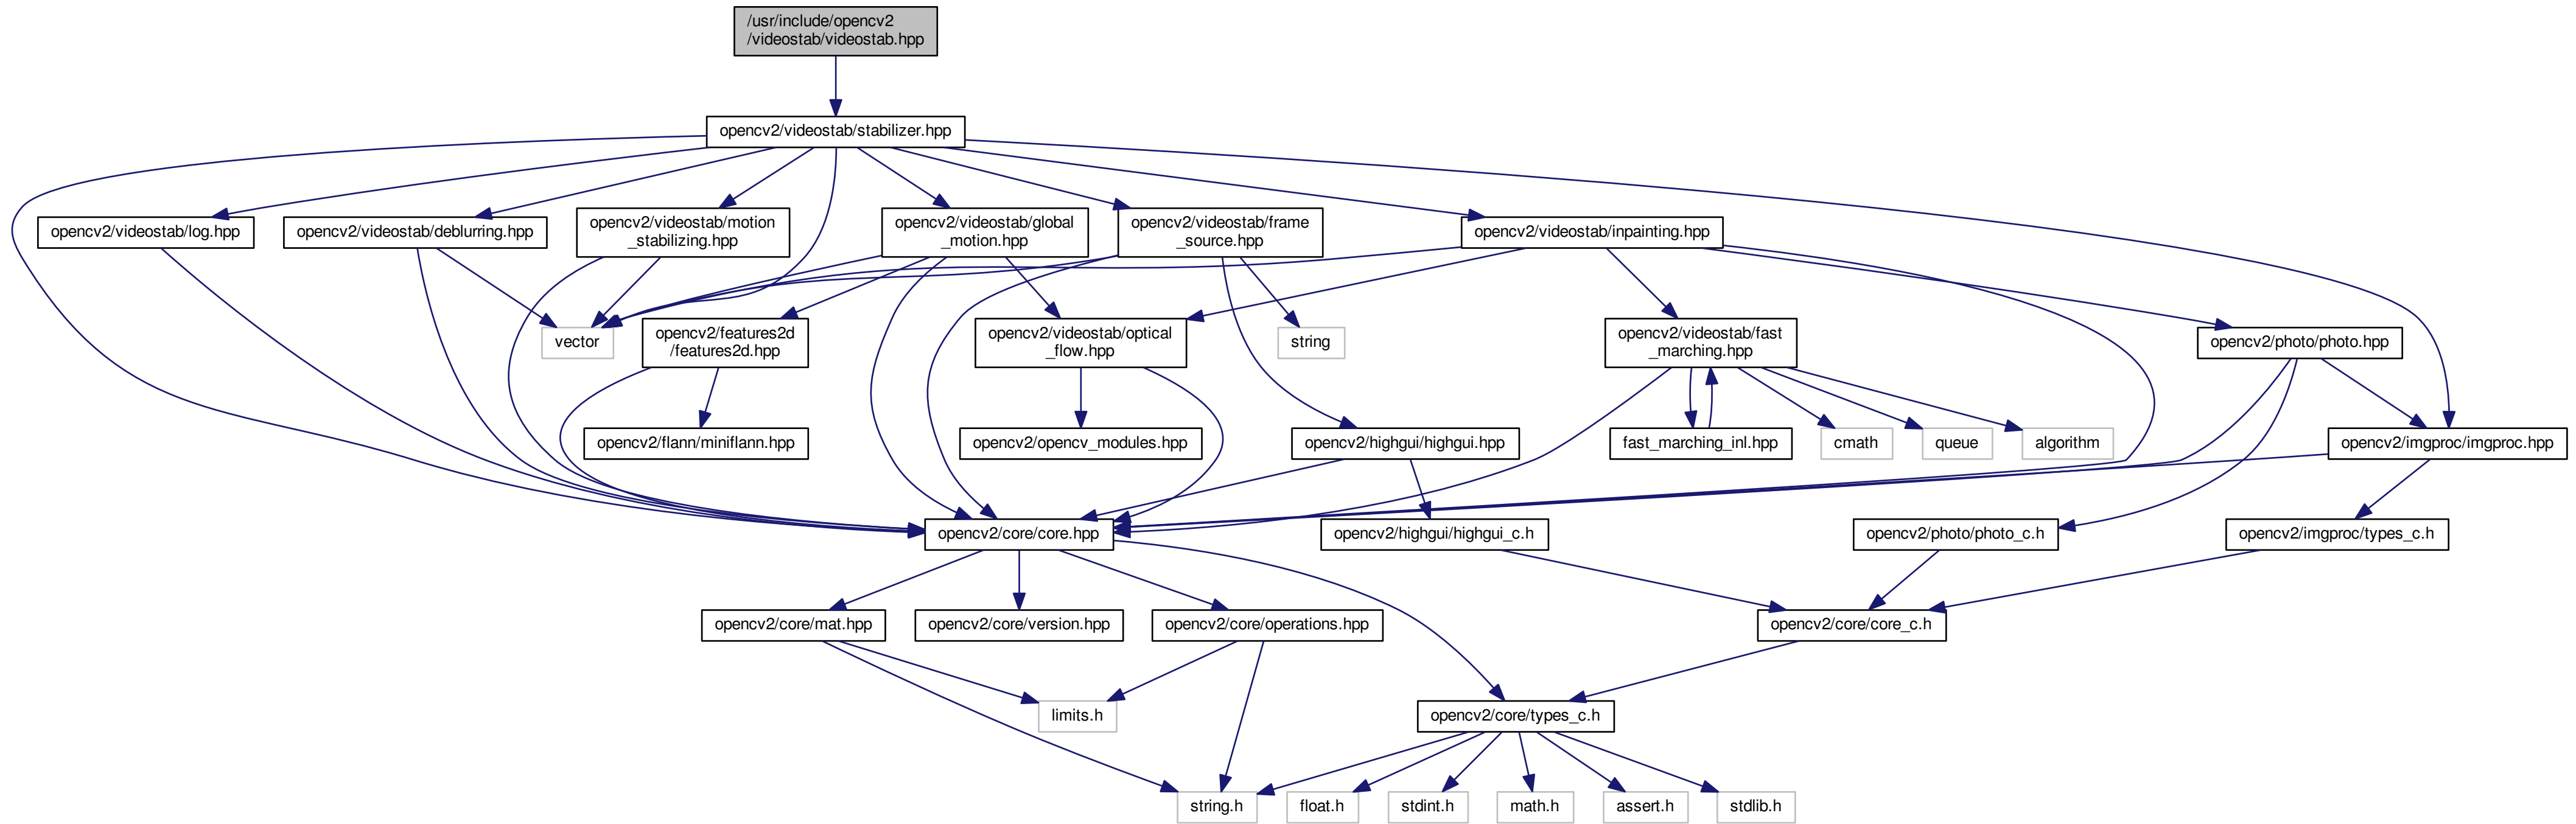 /usr/include/opencv2
/videostab/videostab.hpp
opencv2/videostab/stabilizer.hpp
opencv2/videostab/log.hpp
opencv2/videostab/deblurring.hpp
opencv2/videostab/motion
_stabilizing.hpp
opencv2/videostab/global
_motion.hpp
opencv2/videostab/frame
_source.hpp
opencv2/videostab/inpainting.hpp
vector
opencv2/features2d
/features2d.hpp
opencv2/videostab/optical
_flow.hpp
string
opencv2/videostab/fast
_marching.hpp
opencv2/photo/photo.hpp
opencv2/flann/miniflann.hpp
opencv2/opencv_modules.hpp
opencv2/highgui/highgui.hpp
fast_marching_inl.hpp
cmath
queue
algorithm
opencv2/imgproc/imgproc.hpp
opencv2/core/core.hpp
opencv2/highgui/highgui_c.h
opencv2/photo/photo_c.h
opencv2/imgproc/types_c.h
opencv2/core/mat.hpp
opencv2/core/version.hpp
opencv2/core/operations.hpp
opencv2/core/core_c.h
limits.h
opencv2/core/types_c.h
string.h
float.h
stdint.h
math.h
assert.h
stdlib.h